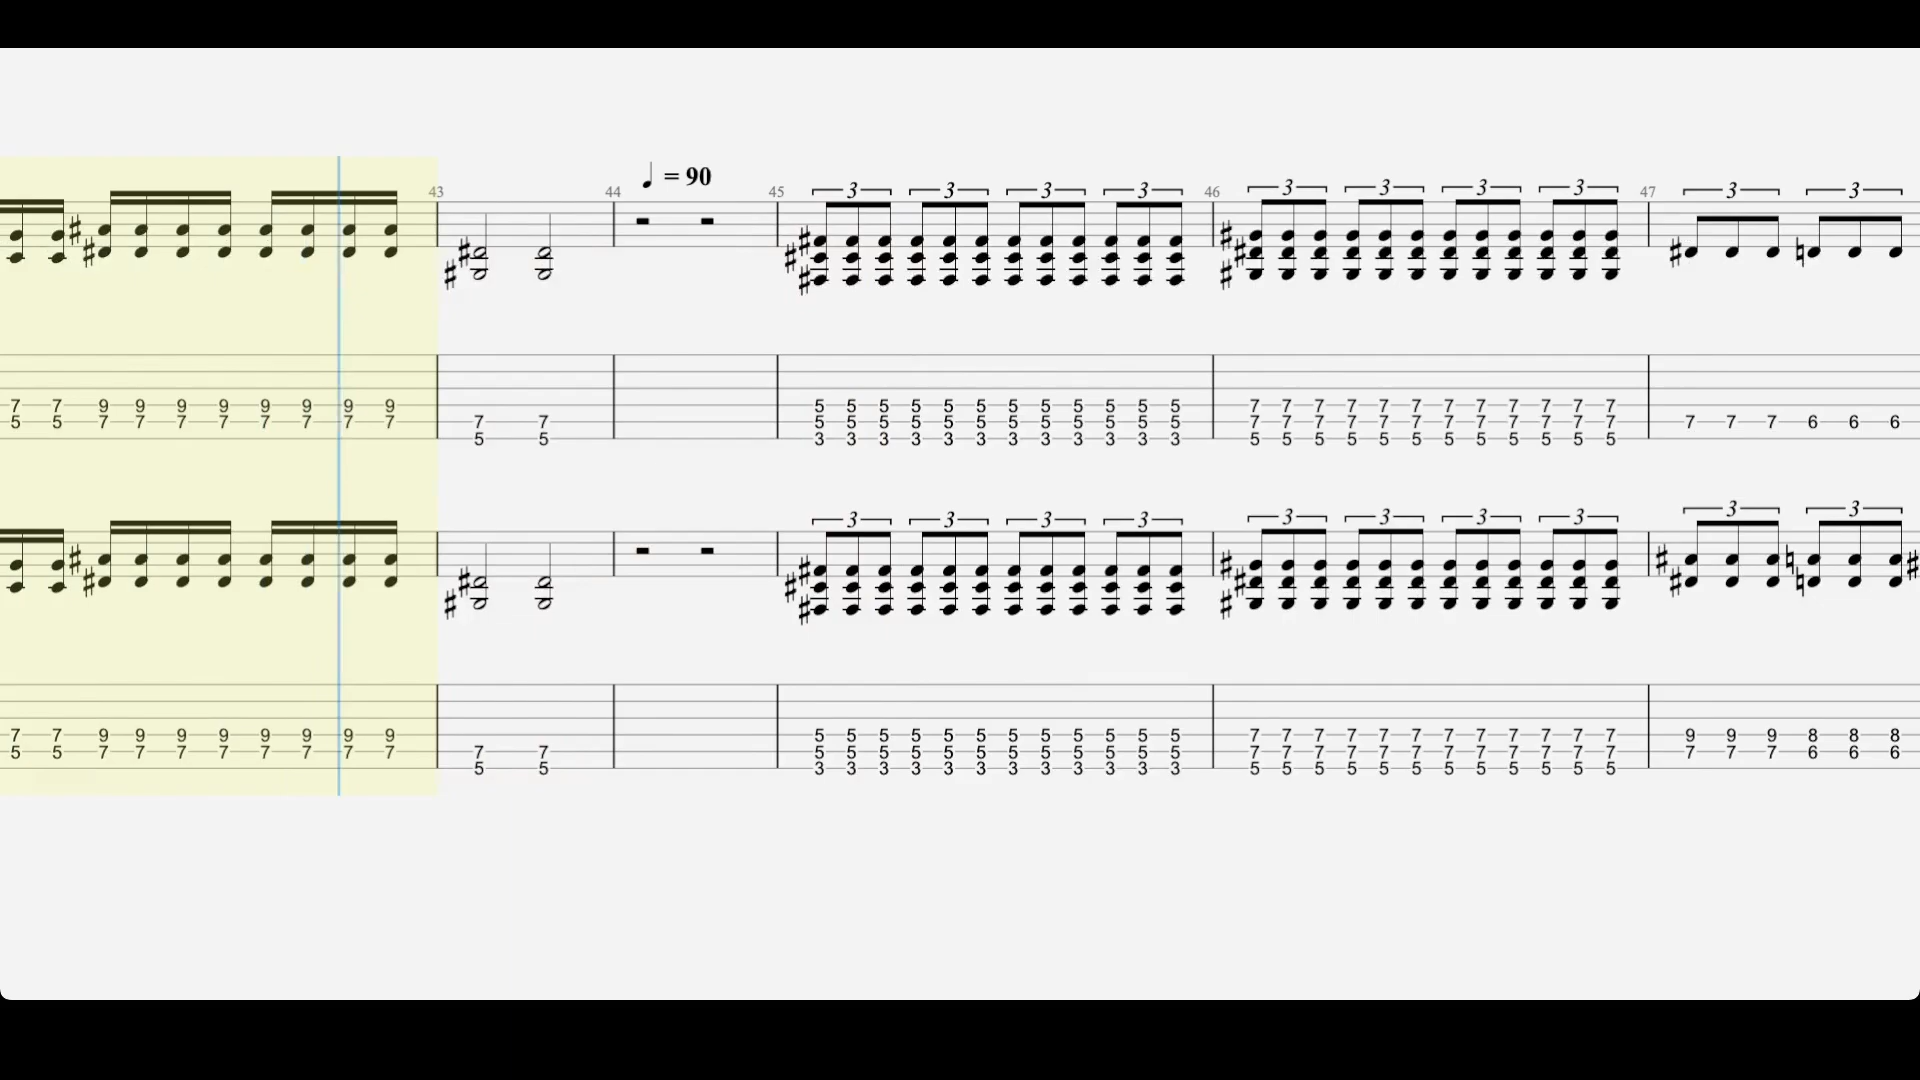 ♩ = 90
43 44 45 46 47
3 3 3 3 3 3 3 3 3 3
7 7 9 9 9 9 9 9 9 9 5 5 5 5 5 5 5 5 5 5 5 5 7 7 7 7 7 7 7 7 7 7 7 7
5 5 7 7 7 7 7 7 7 7 7 7 5 5 5 5 5 5 5 5 5 5 5 5 7 7 7 7 7 7 7 7 7 7 7 7 7 7 7 6 6 6
5 5 3 3 3 3 3 3 3 3 3 3 3 3 5 5 5 5 5 5 5 5 5 5 5 5
3 3 3 3 3 3 3 3 3 3
7 7 9 9 9 9 9 9 9 9 5 5 5 5 5 5 5 5 5 5 5 5 7 7 7 7 7 7 7 7 7 7 7 7 9 9 9 8 8 8
5 5 7 7 7 7 7 7 7 7 7 7 5 5 5 5 5 5 5 5 5 5 5 5 7 7 7 7 7 7 7 7 7 7 7 7 7 7 7 6 6 6
5 5 3 3 3 3 3 3 3 3 3 3 3 3 5 5 5 5 5 5 5 5 5 5 5 5